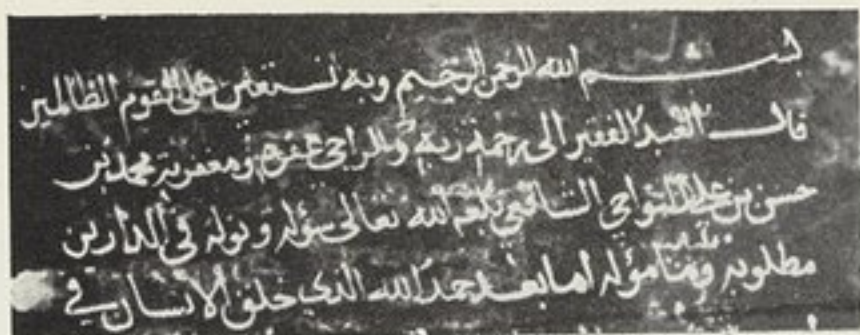 بسم الله الرحمن الرحيم وبه نستعين على القوم الظالمين
قال العبد الفقير الى رحمة ربه والراجي عفوه ومغفرته محمد بن
حسن بن علي النواجي الشافعي بلغه الله تعالى سؤله ونوله في الدارين
مطلوبه ومأموله اما بعد حمد الله الذي خلق الانسان في